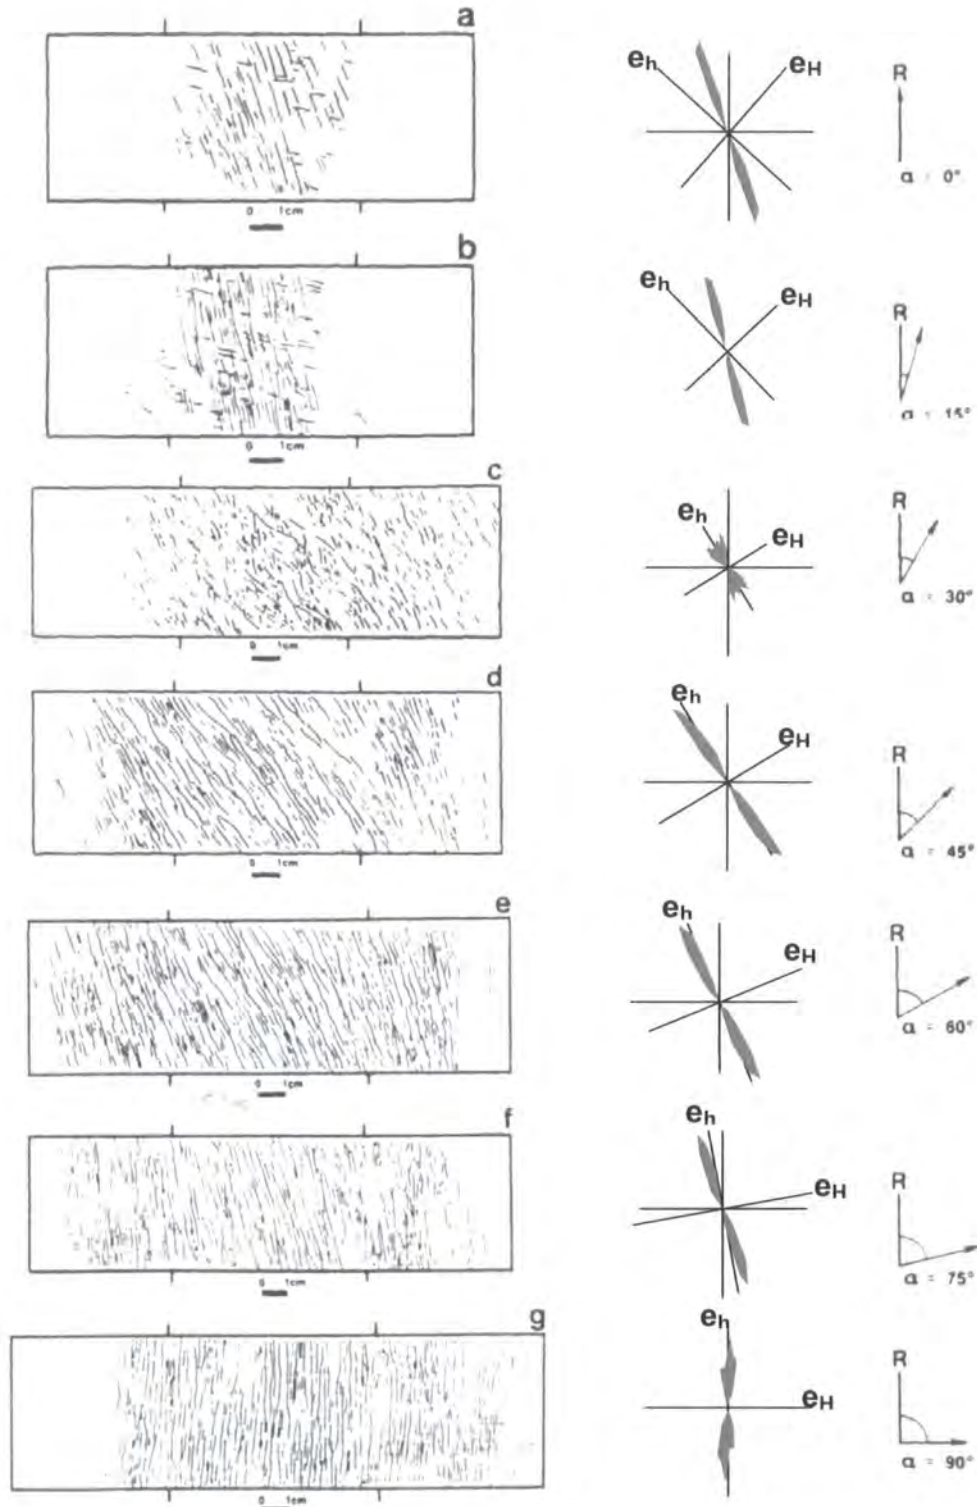 a
eh
eH
R
α = 0°
0 1cm
b
eh
eH
R
α = 15°
0 1cm
c
eh
eH
R
α = 30°
0 1cm
d
eh
eH
R
α = 45°
0 1cm
e
eh
eH
R
α = 60°
0 1cm
f
eh
eH
R
α = 75°
0 1cm
g
eh
eH
R
α = 90°
0 1cm